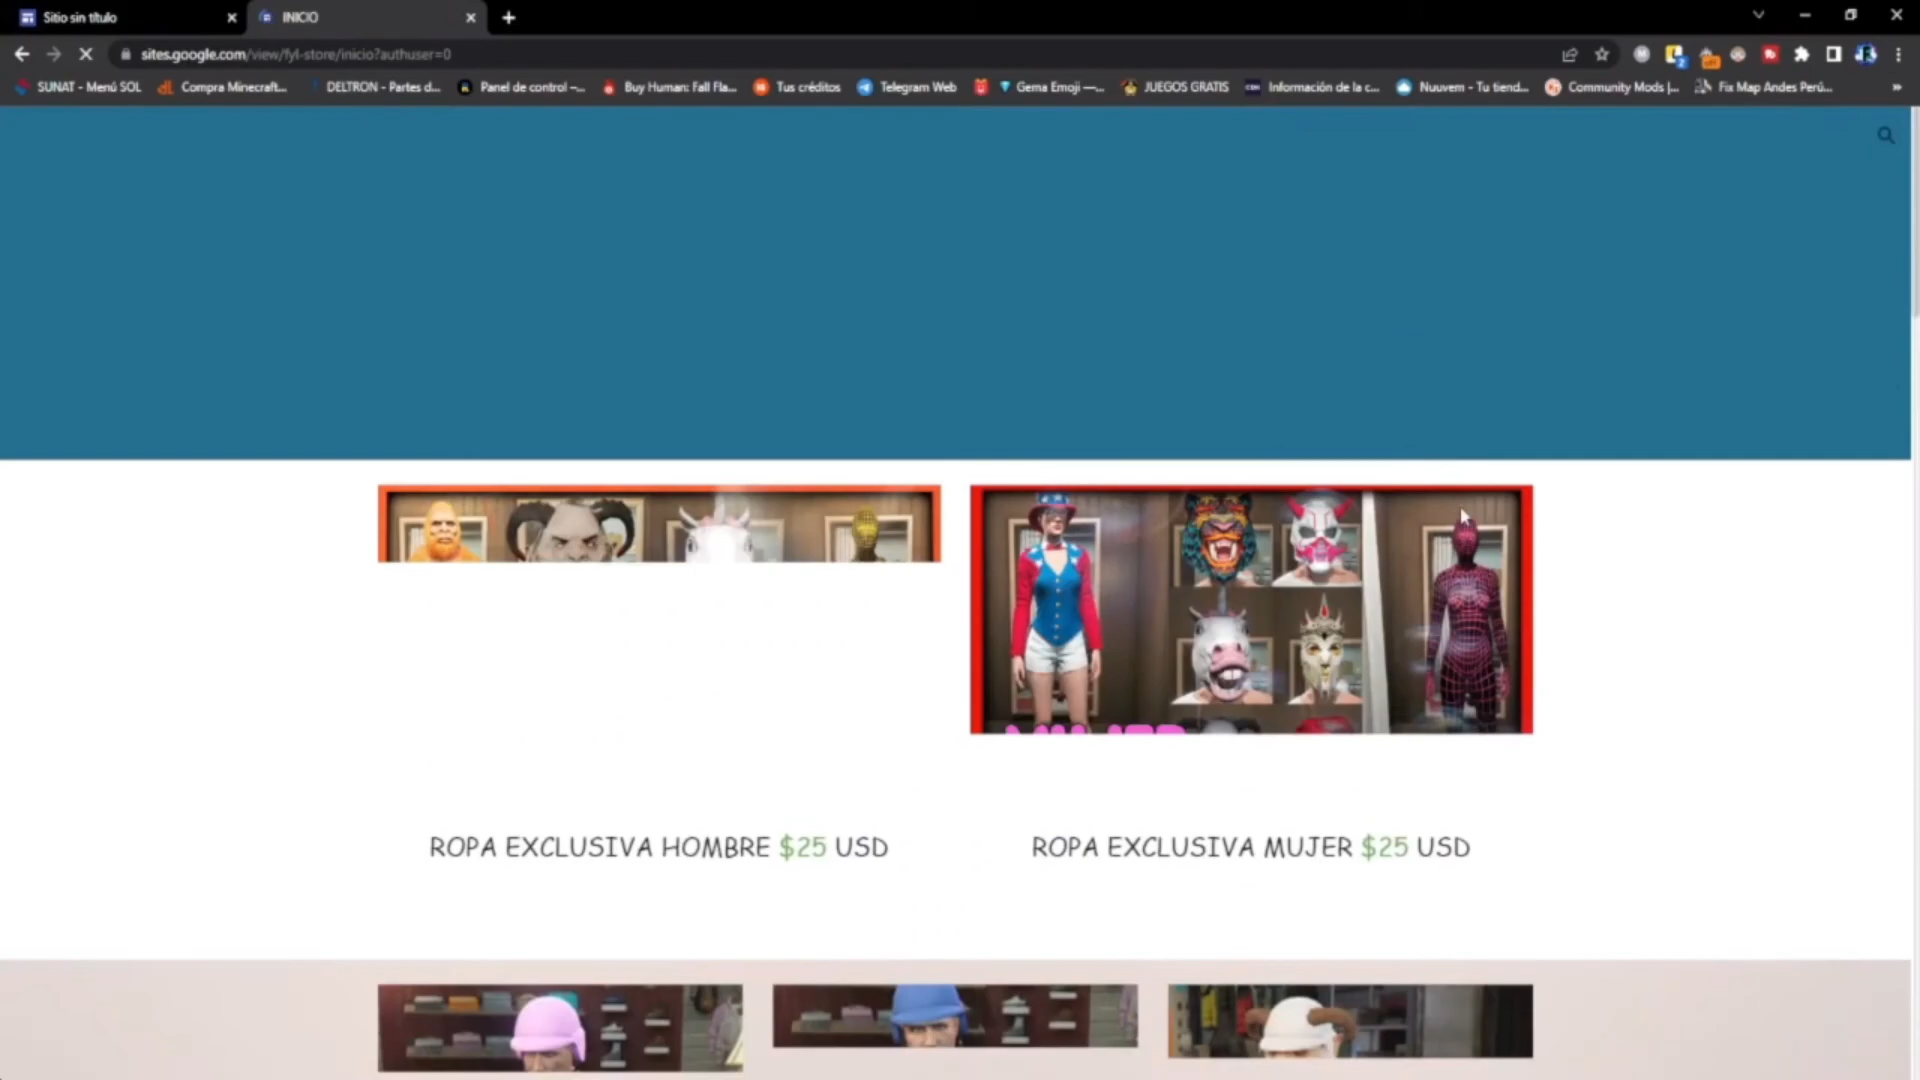 Sitio sin título
INICIO
sites.google.com/view/fyl-store/inicio?authuser=0
SUNAT - Menú SOL
Compra Minecraft...
DELTRON - Partes d...
Panel de control -...
Buy Human: Fall Fla...
Tus créditos
Telegram Web
Gema Emoji —...
JUEGOS GRATIS
Información de la c...
Nuuvem - Tu tiend...
Community Mods |...
Fix Map Andes Perú...
ROPA EXCLUSIVA HOMBRE $25 USD
ROPA EXCLUSIVA MUJER $25 USD